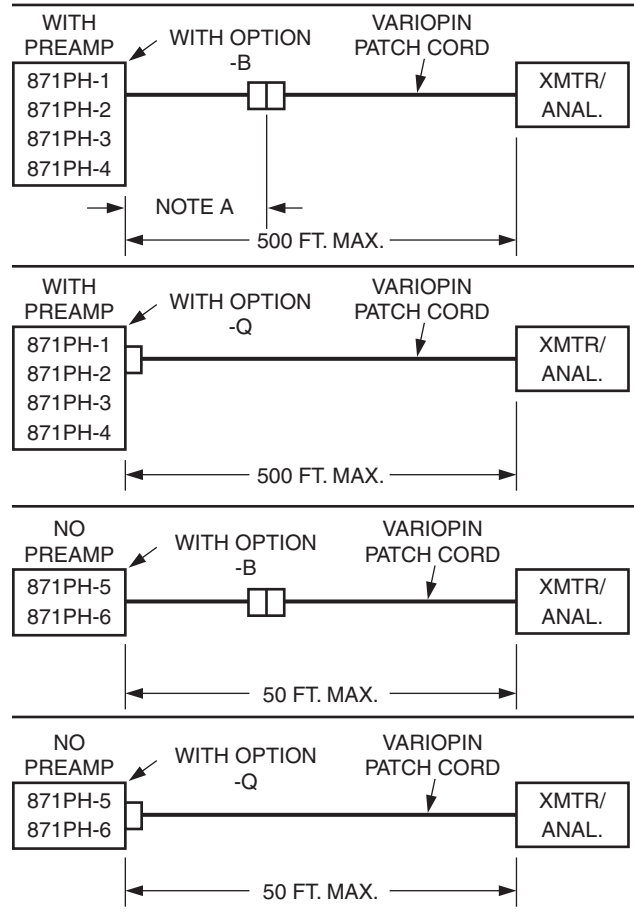 WITH
PREAMP
WITH OPTION
-B
VARIOPIN
PATCH CORD
871PH-1
871PH-2
871PH-3
871PH-4
XMTR/
ANAL.
NOTE A
500 FT. MAX.
WITH
PREAMP
WITH OPTION
-Q
VARIOPIN
PATCH CORD
871PH-1
871PH-2
871PH-3
871PH-4
XMTR/
ANAL.
500 FT. MAX.
NO
PREAMP
WITH OPTION
-B
VARIOPIN
PATCH CORD
871PH-5
871PH-6
XMTR/
ANAL.
50 FT. MAX.
NO
PREAMP
WITH OPTION
-Q
VARIOPIN
PATCH CORD
871PH-5
871PH-6
XMTR/
ANAL.
50 FT. MAX.